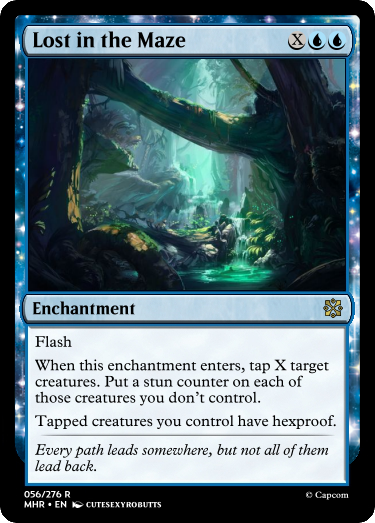 Lost in the Maze X
Enchantment
Flash
When this enchantment enters, tap X target
creatures. Put a stun counter on each of
those creatures you don't control.
Tapped creatures you control have hexproof.
Every path leads somewhere, but not all of them
lead back.
056/276 R
MHR • EN CUTESEXYROBUTTS
© Capcom